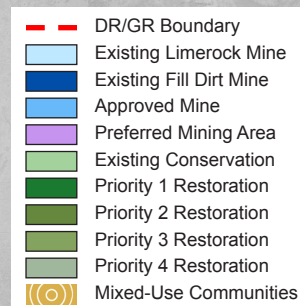 DR/GR Boundary
Existing Limerock Mine
Existing Fill Dirt Mine
Approved Mine
Preferred Mining Area
Existing Conservation
Priority 1 Restoration
Priority 2 Restoration
Priority 3 Restoration
Priority 4 Restoration
Mixed-Use Communities